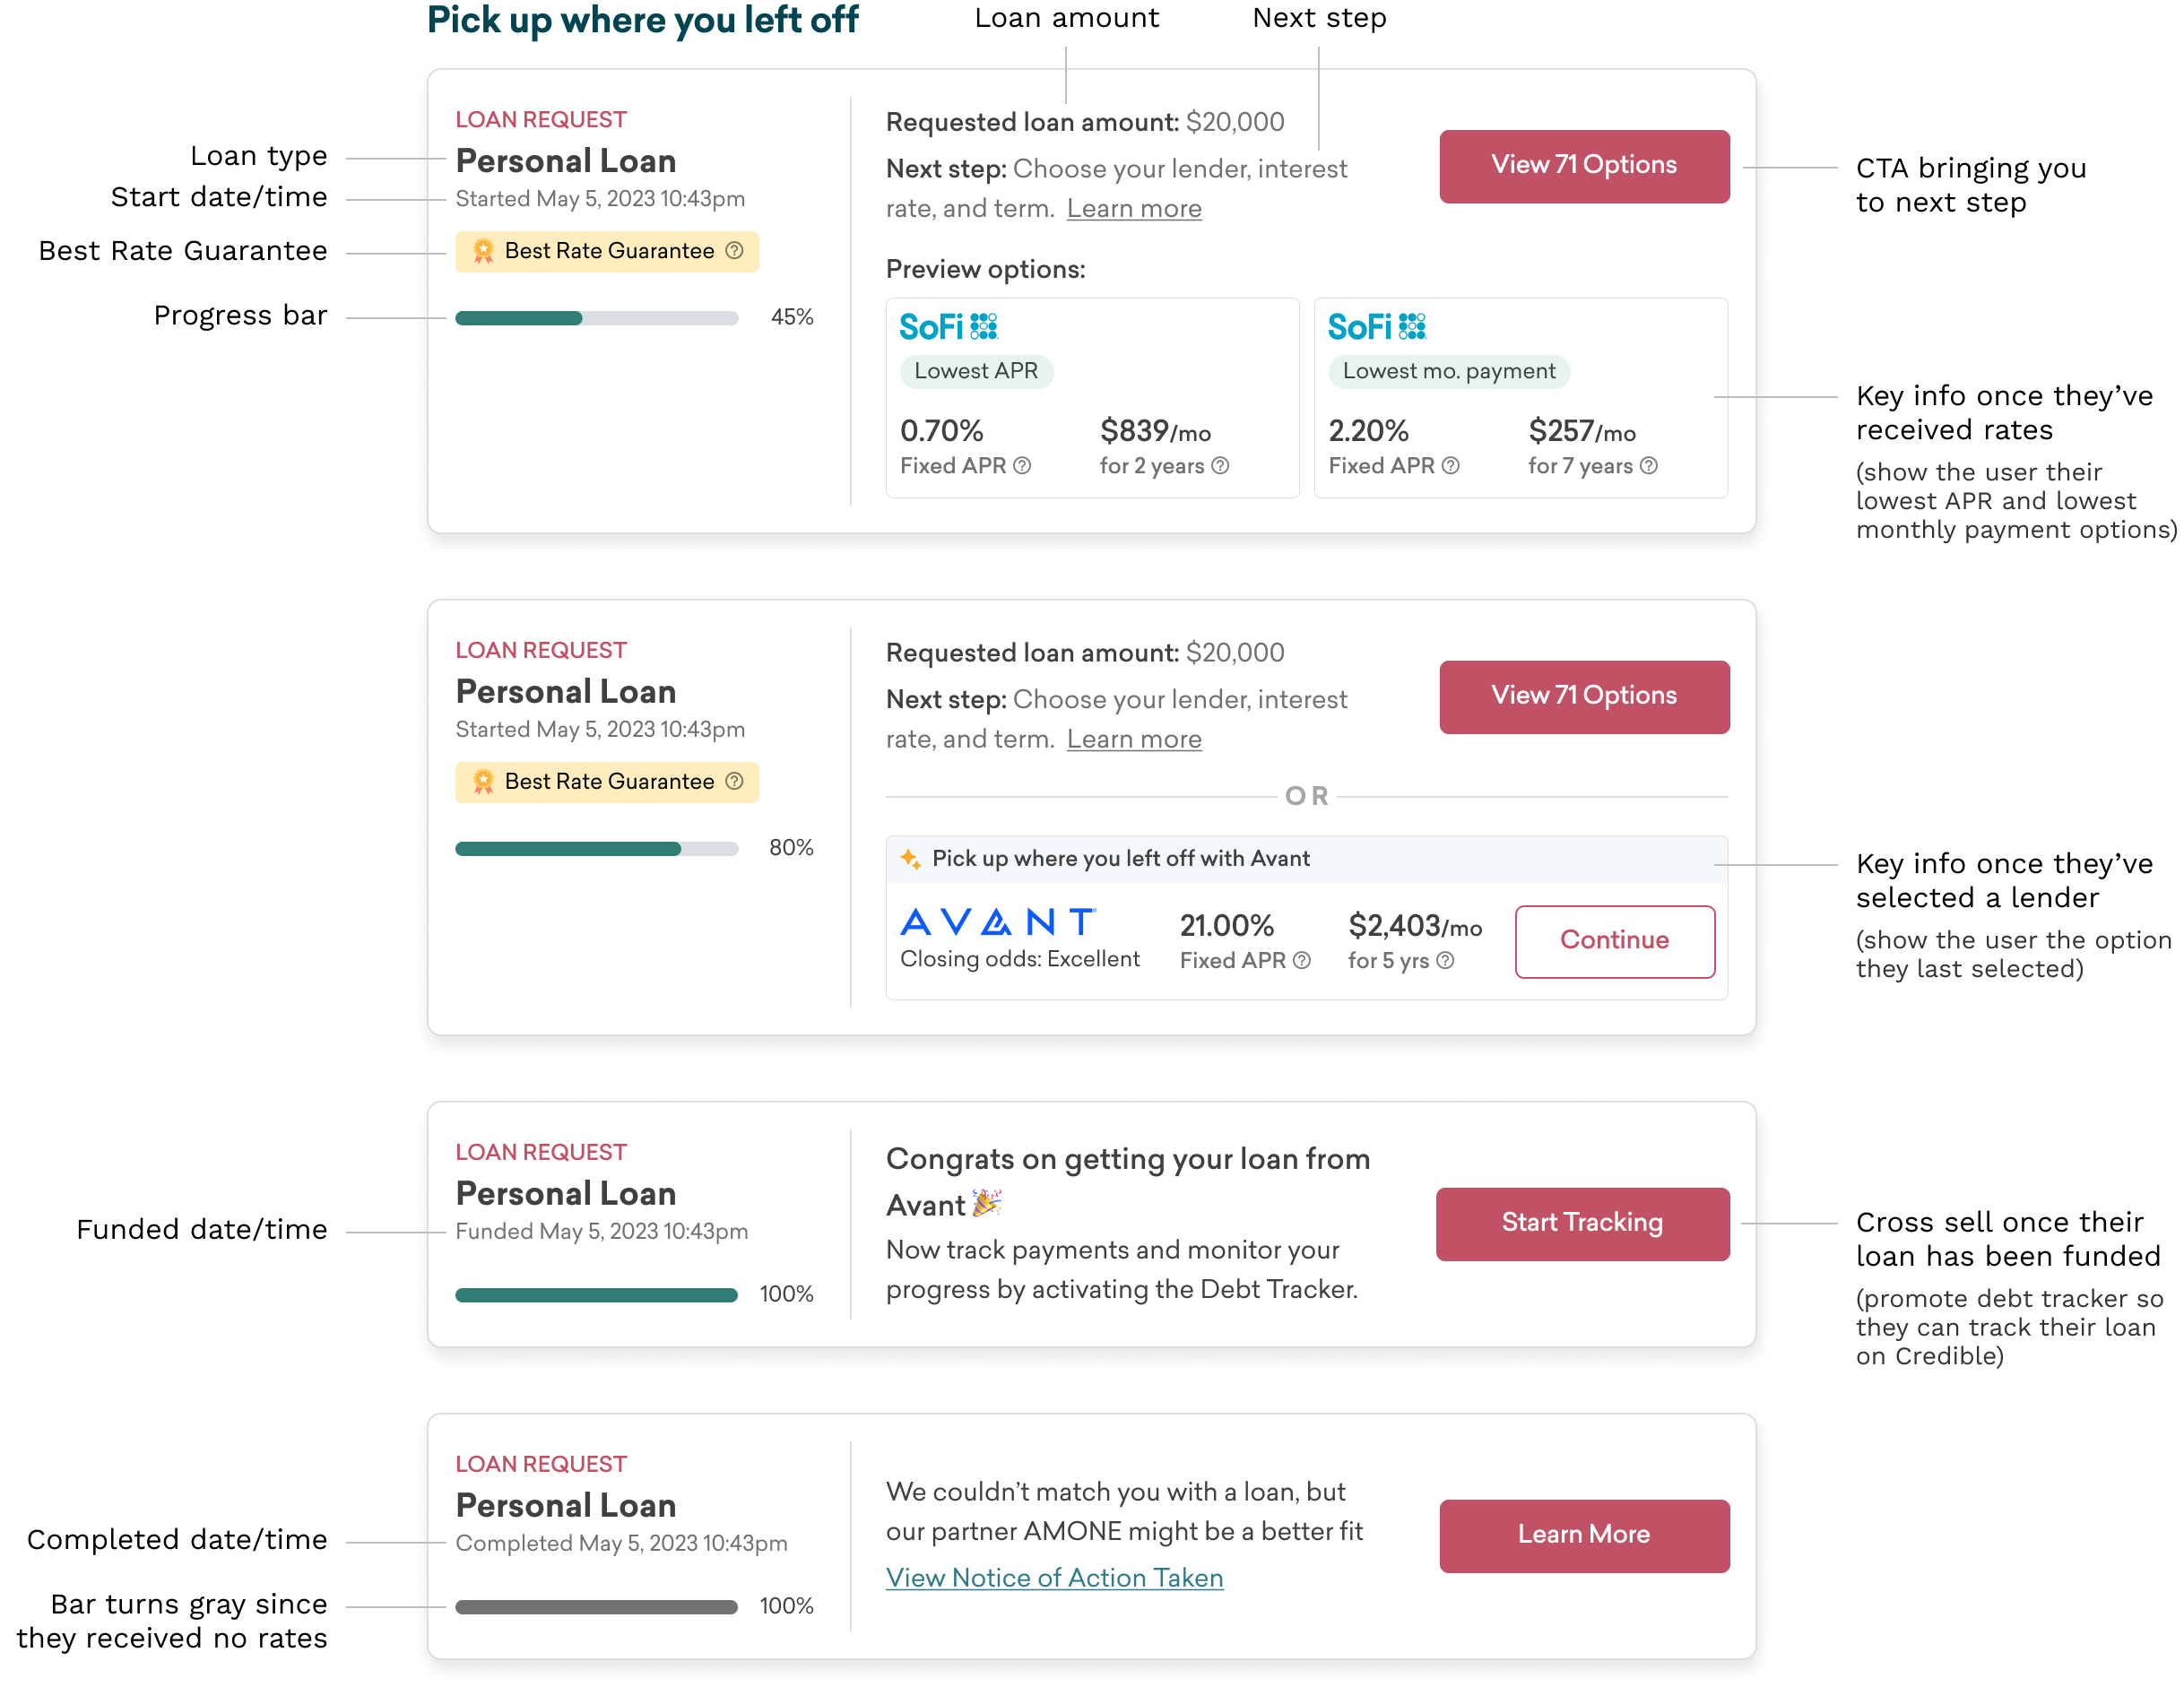 Pick up where you left off
Loan amount
Next step
LOAN REQUEST
Personal Loan
Started May 5, 2023 10:43pm
Best Rate Guarantee
45%
Loan type
Start date/time
Best Rate Guarantee
Progress bar
Requested loan amount: $20,000
Next step: Choose your lender, interest
rate, and term. Learn more
View 71 Options
CTA bringing you
to next step
Preview options:
SoFi
Lowest APR
0.70%
Fixed APR
$839/mo
for 2 years
SoFi
Lowest mo. payment
2.20%
Fixed APR
$257/mo
for 7 years
Key info once they’ve
received rates
(show the user their
lowest APR and lowest
monthly payment options)
LOAN REQUEST
Personal Loan
Started May 5, 2023 10:43pm
Best Rate Guarantee
80%
Requested loan amount: $20,000
Next step: Choose your lender, interest
rate, and term. Learn more
View 71 Options
OR
Pick up where you left off with Avant
AVANT
Closing odds: Excellent
21.00%
Fixed APR
$2,403/mo
for 5 yrs
Continue
Key info once they’ve
selected a lender
(show the user the option
they last selected)
LOAN REQUEST
Personal Loan
Funded May 5, 2023 10:43pm
100%
Funded date/time
Congrats on getting your loan from
Avant 🎉
Now track payments and monitor your
progress by activating the Debt Tracker.
Start Tracking
Cross sell once their
loan has been funded
(promote debt tracker so
they can track their loan
on Credible)
LOAN REQUEST
Personal Loan
Completed May 5, 2023 10:43pm
100%
Completed date/time
Bar turns gray since
they received no rates
We couldn’t match you with a loan, but
our partner AMONE might be a better fit
View Notice of Action Taken
Learn More